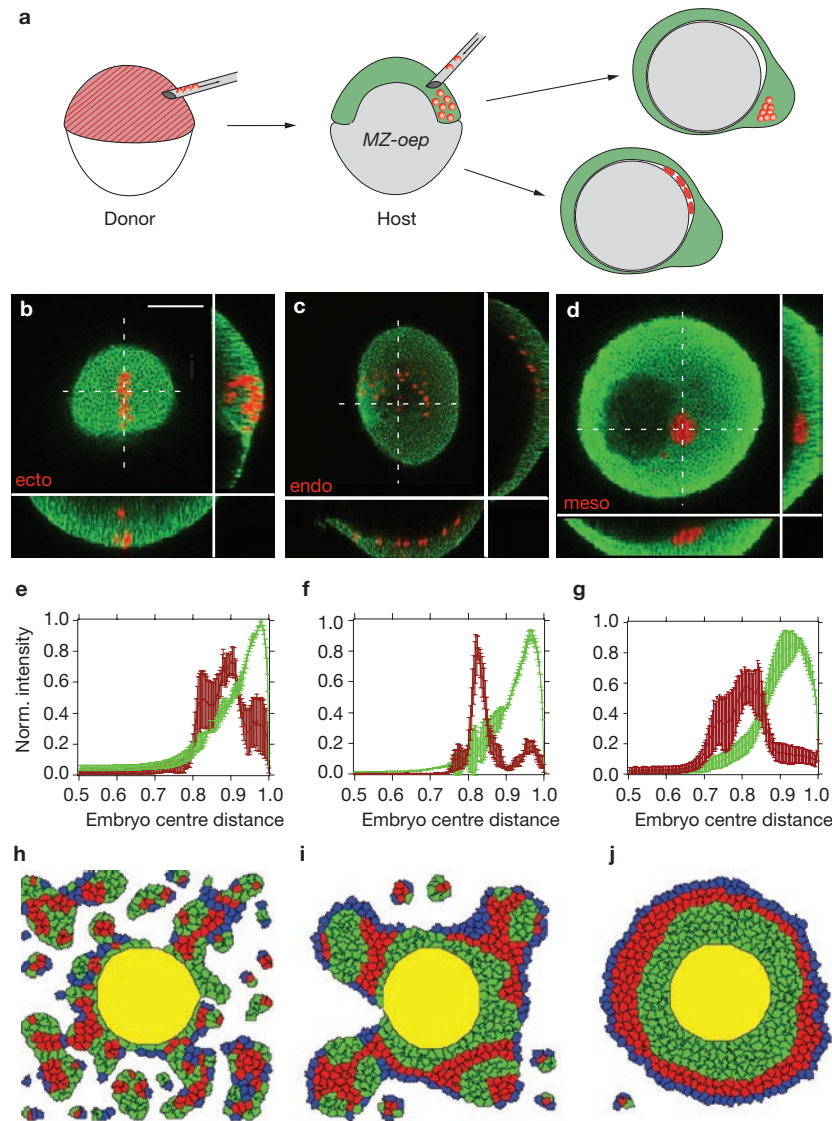 a
MZ-oep
Donor
Host
b
c
d
ecto
endo
meso
e
f
g
Norm. intensity
1.0
0.8
0.6
0.4
0.2
0
0.5 0.6 0.7 0.8 0.9 1.0
Embryo centre distance
1.0
0.8
0.6
0.4
0.2
0
0.5 0.6 0.7 0.8 0.9 1.0
Embryo centre distance
1.0
0.8
0.6
0.4
0.2
0.0
0.5 0.6 0.7 0.8 0.9 1.0
Embryo centre distance
h
i
j